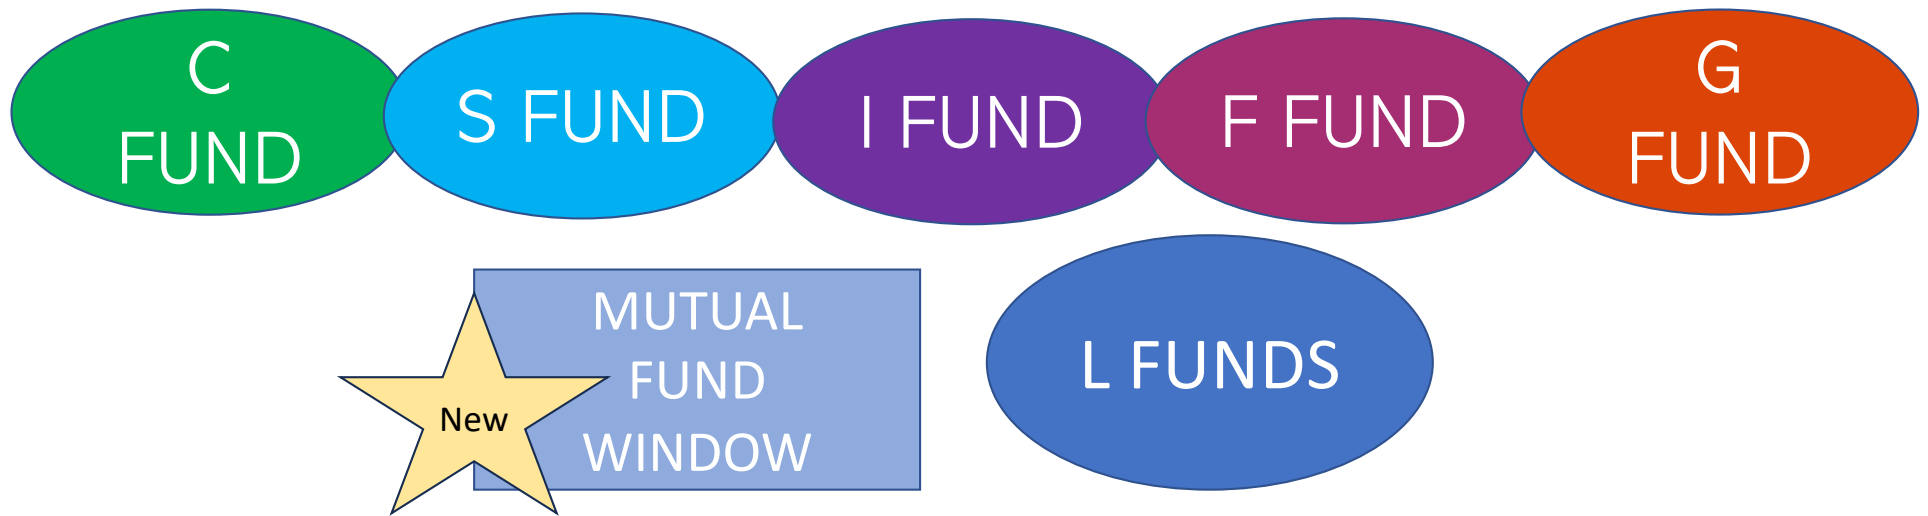 C
FUND
S FUND
I FUND
F FUND
G
FUND
MUTUAL
FUND
WINDOW
New
L FUNDS